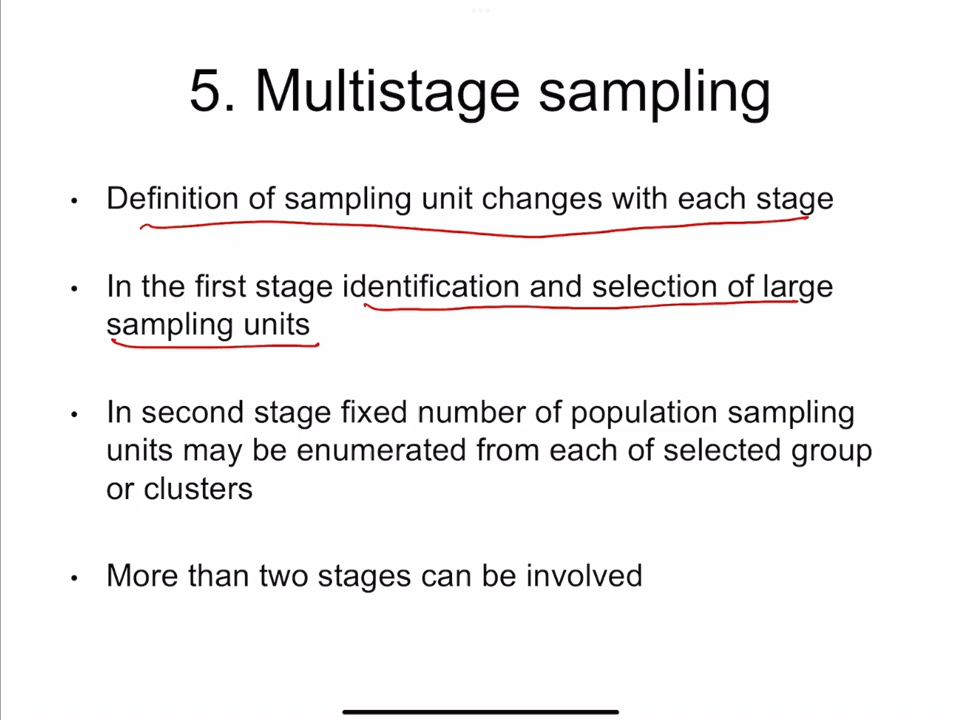 5. Multistage sampling
• Definition of sampling unit changes with each stage
• In the first stage identification and selection of large
sampling units
• In second stage fixed number of population sampling
units may be enumerated from each of selected group
or clusters
• More than two stages can be involved